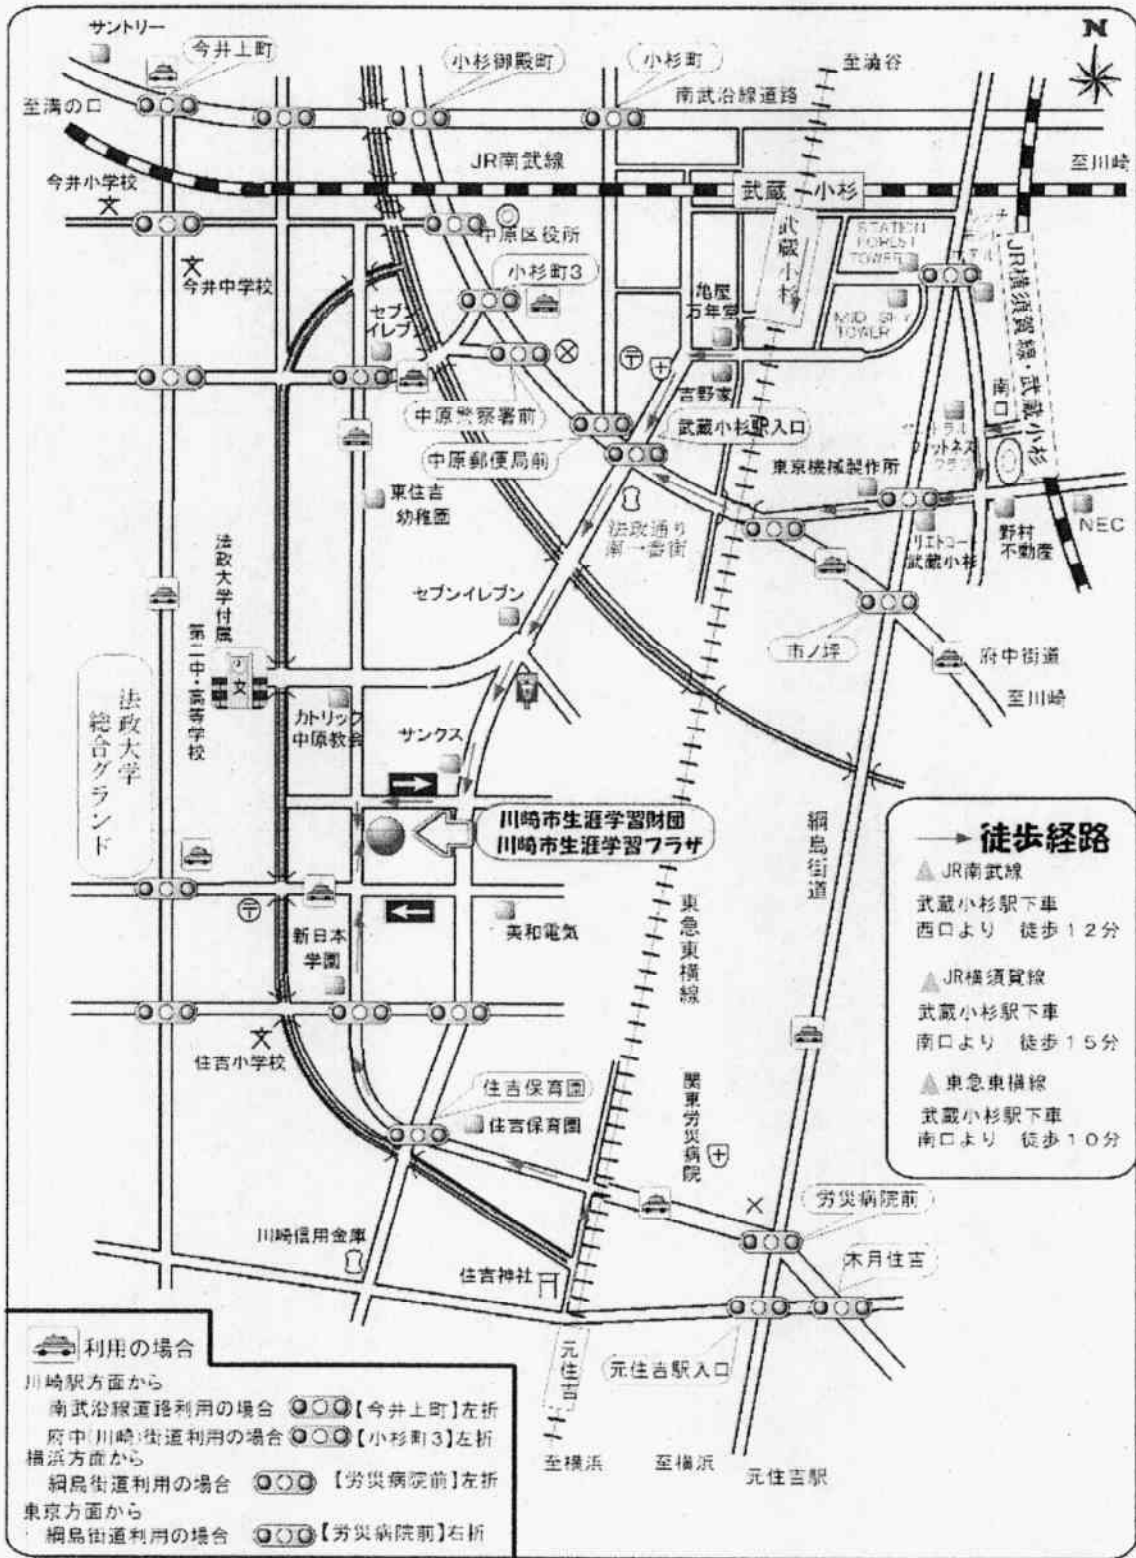 サントリー
今井上町
小杉御殿町
小杉町
至澁谷
N
至溝の口
南武沿線道路
JR南武線
至川崎
今井小学校
武蔵小杉
中原区役所
武蔵小杉
STATION
FOREST
TOWER
今井中学校
小杉町3
セブン
イレブン
亀屋
万年堂
MID SKY
TOWER
JR横須賀線・武蔵小杉
吉野家
南口
中原警察署前
武蔵小杉駅入口
中原郵便局前
東京機械製作所
東住吉
幼稚園
法政通り
南一番街
リエトコート
武蔵小杉
野村
不動産
NEC
法政大学付属
第二中・高等学校
セブンイレブン
市ノ坪
府中街道
至川崎
法政大学
総合グランド
カトリック
中原教会
サンクス
川崎市生涯学習財団
川崎市生涯学習プラザ
綱島街道
徒歩経路
JR南武線
武蔵小杉駅下車
西口より 徒歩12分
JR横須賀線
武蔵小杉駅下車
南口より 徒歩15分
東急東横線
武蔵小杉駅下車
南口より 徒歩10分
東急東横線
美和電気
新日本
学園
住吉小学校
住吉保育園
住吉保育園
関東労災病院
労災病院前
木月住吉
川崎信用金庫
住吉神社
元住吉
元住吉駅入口
至横浜
至横浜
元住吉駅
利用の場合
川崎駅方面から
南武沿線道路利用の場合 【今井上町】左折
府中(川崎)街道利用の場合 【小杉町3】左折
横浜方面から
綱島街道利用の場合 【労災病院前】左折
東京方面から
綱島街道利用の場合 【労災病院前】右折